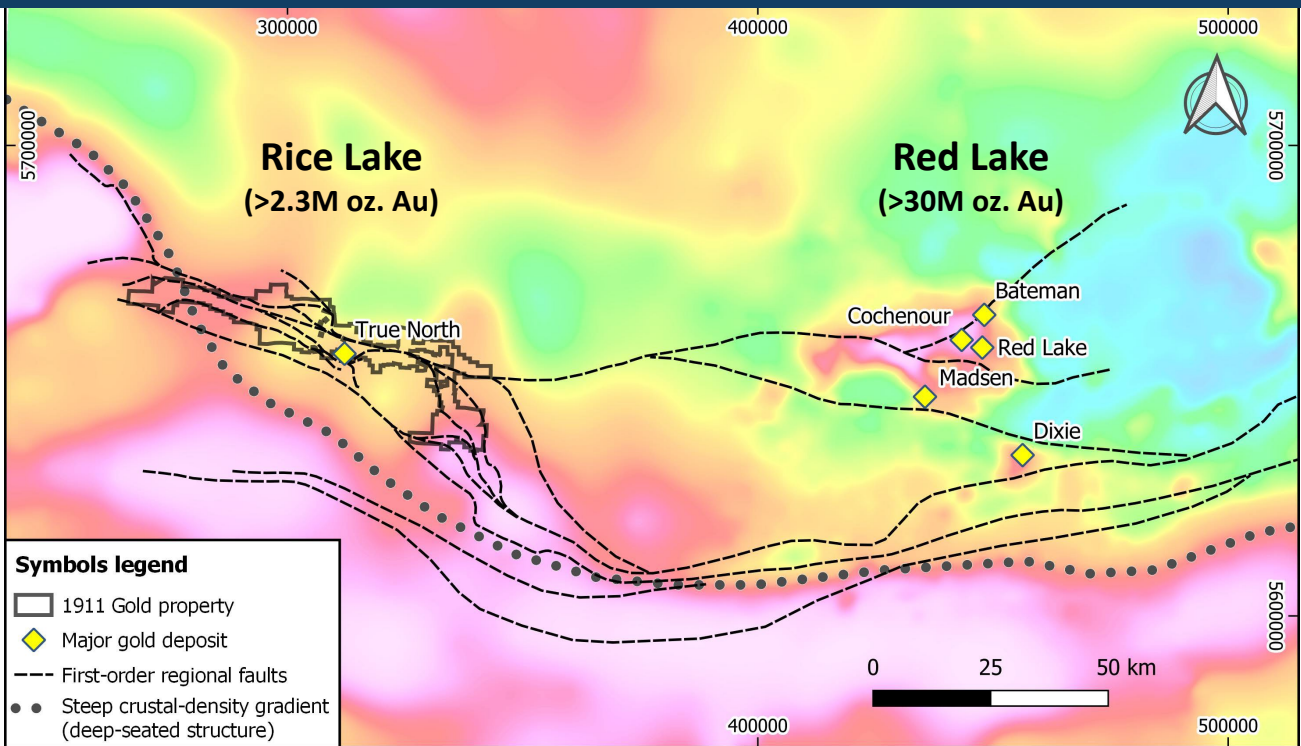 300000
400000
500000
5700000
5700000
Rice Lake
(>2.3M oz. Au)
Red Lake
(>30M oz. Au)
Bateman
Cochenour
True North
Red Lake
Madsen
Dixie
Symbols legend
1911 Gold property
Major gold deposit
First-order regional faults
Steep crustal-density gradient
(deep-seated structure)
5600000
0 25 50 km
400000
500000